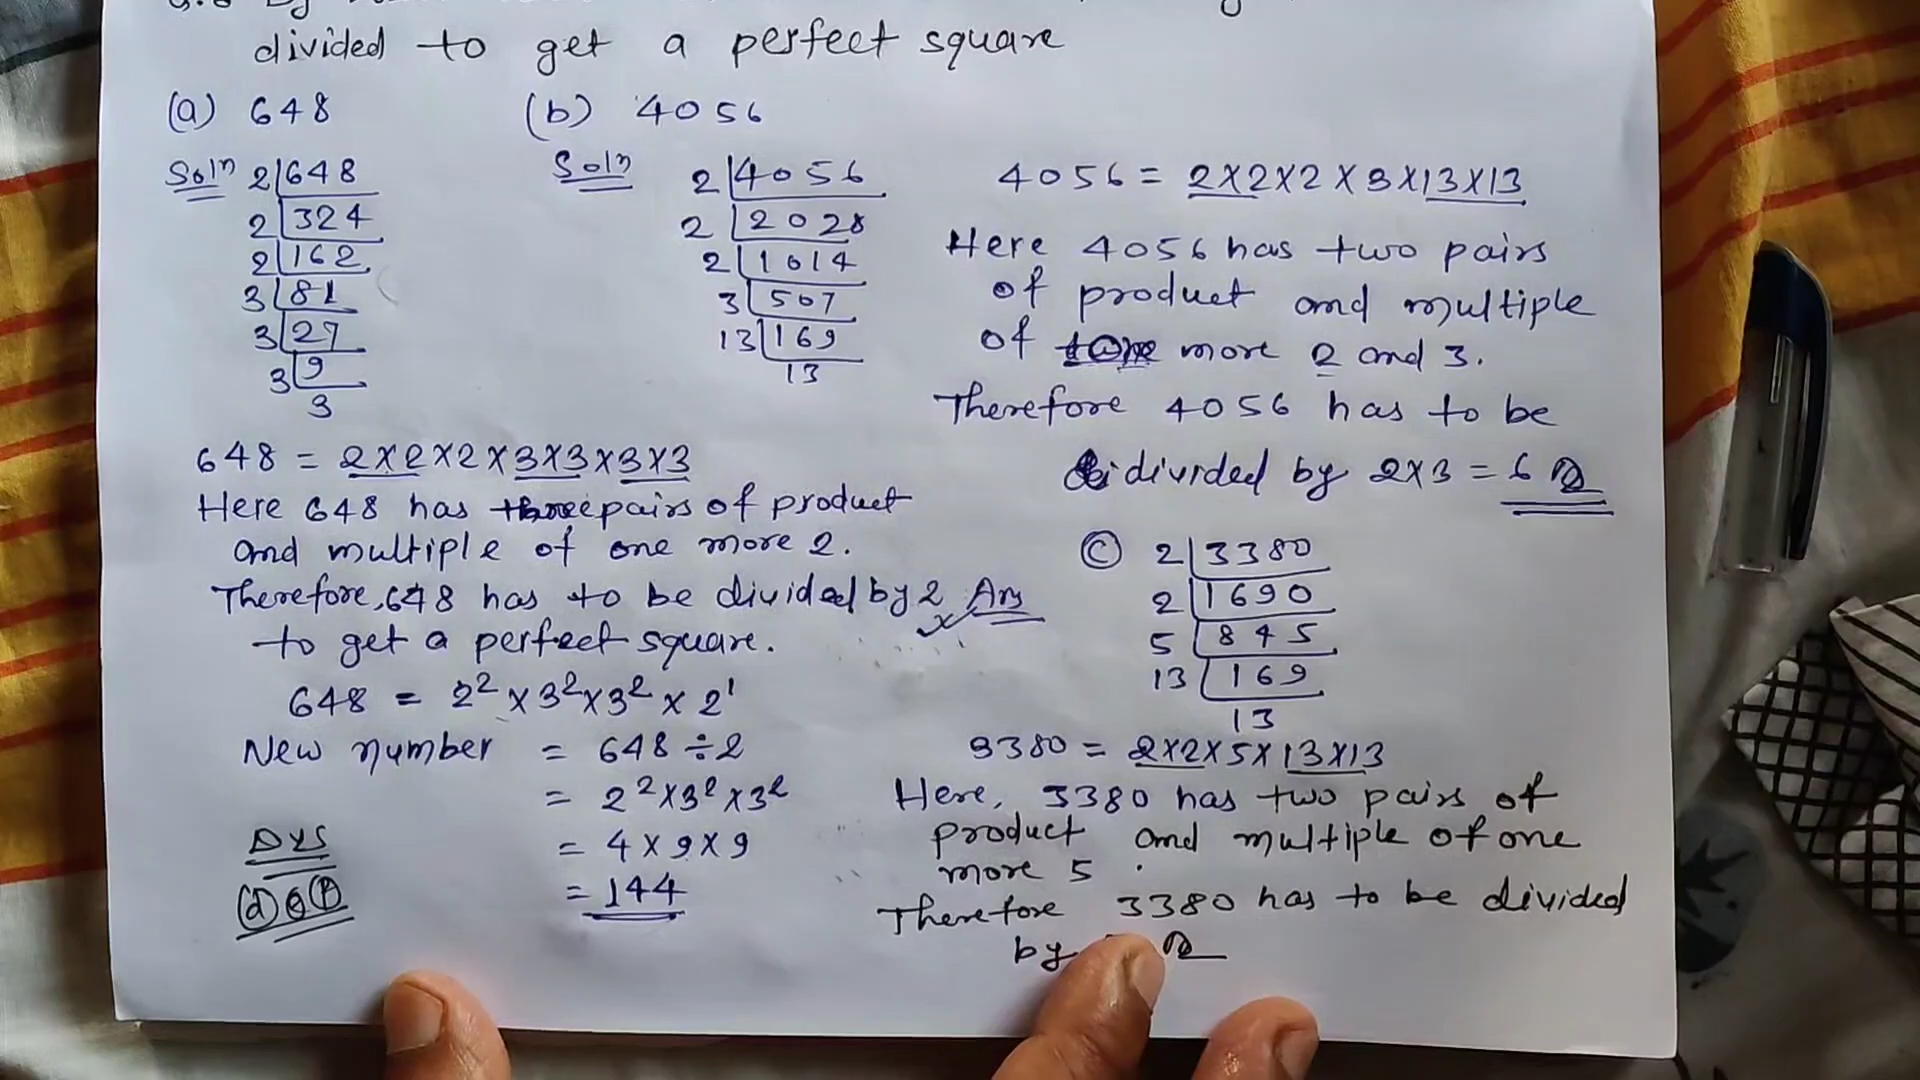 divided to get a perfect square
(a) 648 (b) 4056
Soln 2|648
2|324
2|162
3|81
3|27
3|9
3
648 = 2×2×2×3×3×3×3
Here 648 has three pairs of product
and multiple of one more 2.
Therefore, 648 has to be divided by 2 Ans
to get a perfect square.
648 = 2² × 3² × 3² × 2¹
New number = 648 ÷ 2
= 2² × 3² × 3²
= 4 × 9 × 9
= 144
DYS
Soln 2|4056
2|2028
2|1014
3|507
13|169
13
4056 = 2×2×2×3×13×13
Here 4056 has two pairs
of product and multiple
of more 2 and 3.
Therefore 4056 has to be
divided by 2×3 = 6
(c) 2|3380
2|1690
5|845
13|169
13
3380 = 2×2×5×13×13
Here, 3380 has two pairs of
product and multiple of one
more 5
Therefore 3380 has to be divided
by